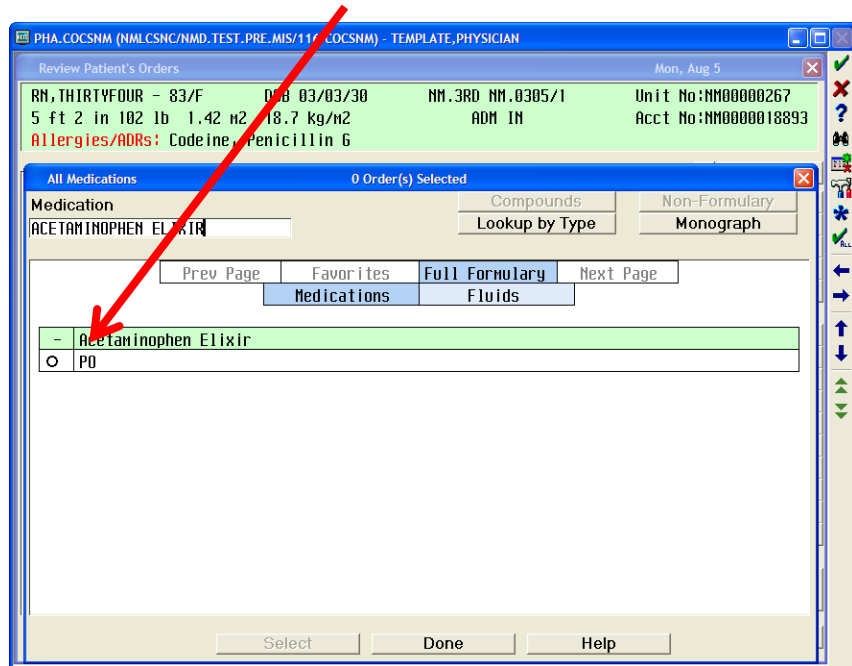 PHA.COCSNM (NMLCSNC/NMD.TEST.PRE.MIS/116/COCSNM) - TEMPLATE,PHYSICIAN
Review Patient's Orders Mon, Aug 5
RN,THIRTYFOUR - 83/F DOB 03/03/30 NM.3RD NM.0305/1 Unit No:NM00000267
5 ft 2 in 102 lb 1.42 m2 18.7 kg/m2 ADM IN Acct No:NM0000018893
Allergies/ADRs: Codeine, Penicillin G
All Medications 0 Order(s) Selected
Medication Compounds Non-Formulary
ACETAMINOPHEN ELIXIR Lookup by Type Monograph
Prev Page Favorites Full Formulary Next Page
Medications Fluids
- Acetaminophen Elixir
PO
Select Done Help
ALL